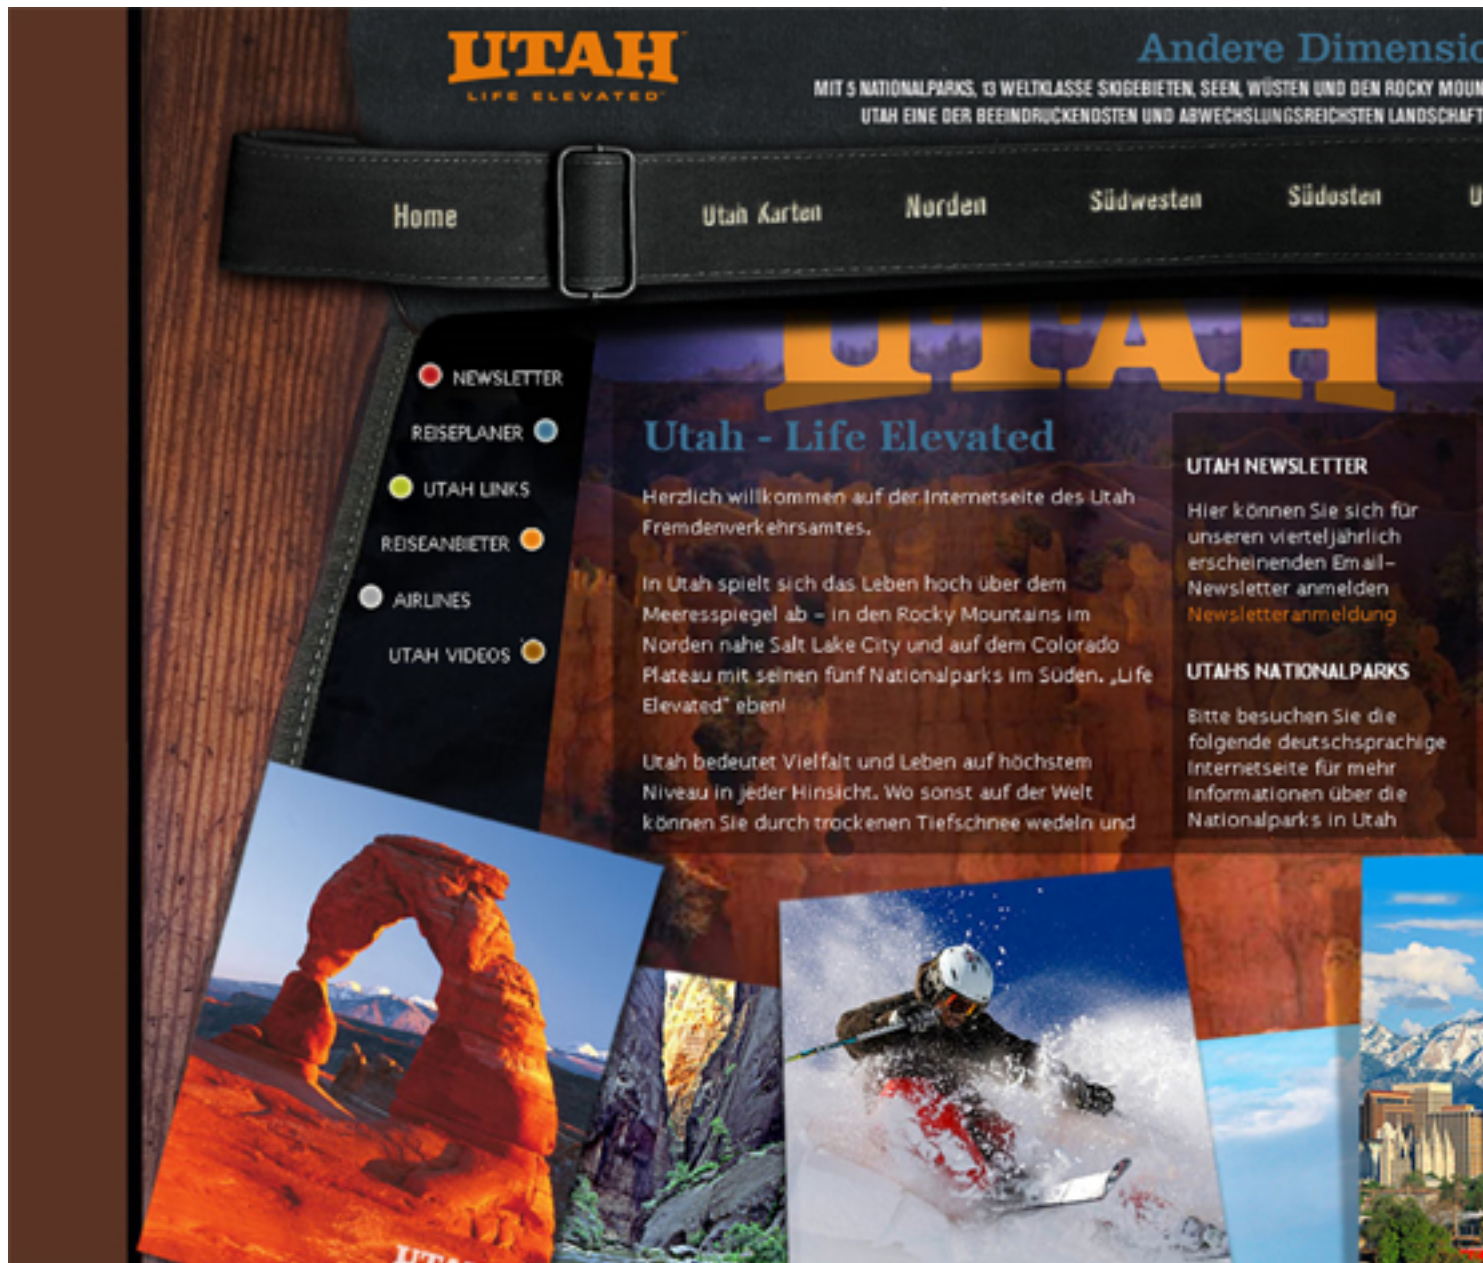 UTAH
LIFE ELEVATED
Andere
MIT 5 NATIONALPARKS, 13 WELTKLASSE SKIGEBIETEN, SEEN, WÜSTEN UND DEN ROCKY
UTAH EINE DER BEEINDRUCKENDSTEN UND ABWECHSLUNGSREICHSTEN
Home
Utah Karten
Norden
Südwesten
Südosten
UTAH
NEWSLETTER
REISEPLANER
UTAH LINKS
REISEANBIETER
AIRLINES
UTAH VIDEOS
Utah - Life Elevated
Herzlich willkommen auf der Internetseite des Utah
Fremdenverkehrsamtes.
In Utah spielt sich das Leben hoch über dem
Meeresspiegel ab – in den Rocky Mountains im
Norden nahe Salt Lake City und auf dem Colorado
Plateau mit seinen fünf Nationalparks im Süden. „Life
Elevated" eben!
Utah bedeutet Vielfalt und Leben auf höchstem
Niveau in jeder Hinsicht. Wo sonst auf der Welt
können Sie durch trockenen Tiefschnee wedeln und
UTAH NEWSLETTER
Hier können Sie sich für
unseren vierteljährlich
erscheinenden Email-
Newsletter anmelden
Newsletteranmeldung
UTAHS NATIONALPARKS
Bitte besuchen Sie die
folgende deutschsprachige
Internetseite für mehr
Informationen über die
Nationalparks in Utah